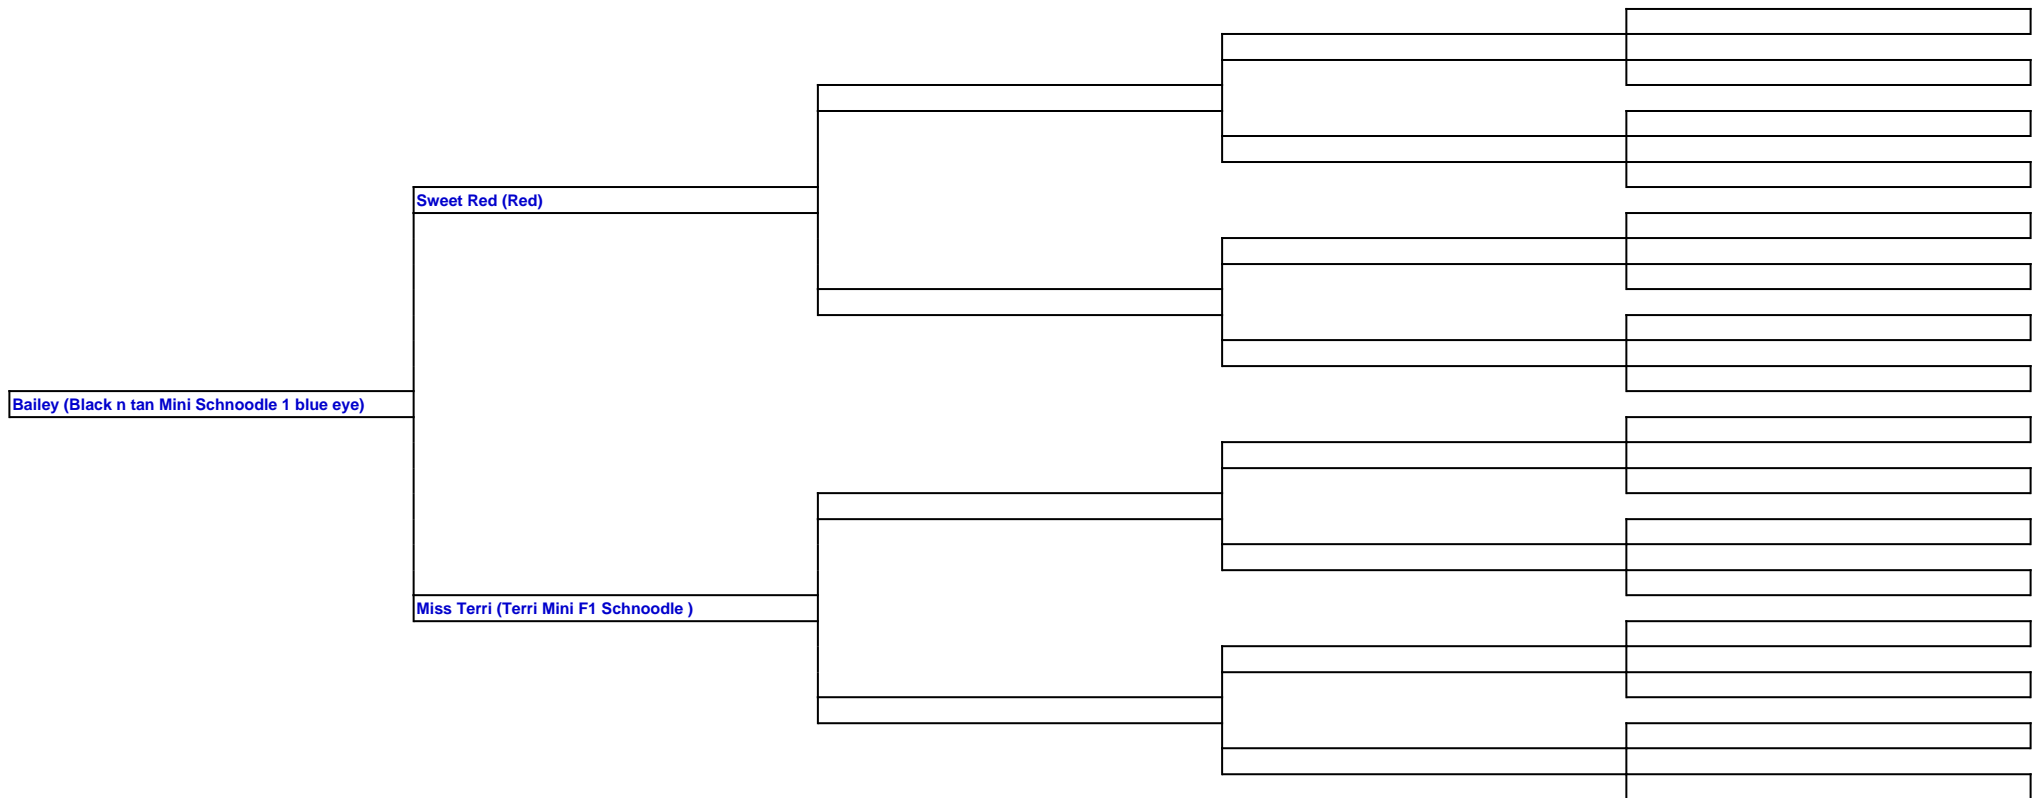 Sweet Red (Red)
Bailey (Black n tan Mini Schnoodle 1 blue eye)
Miss Terri (Terri Mini F1 Schnoodle )